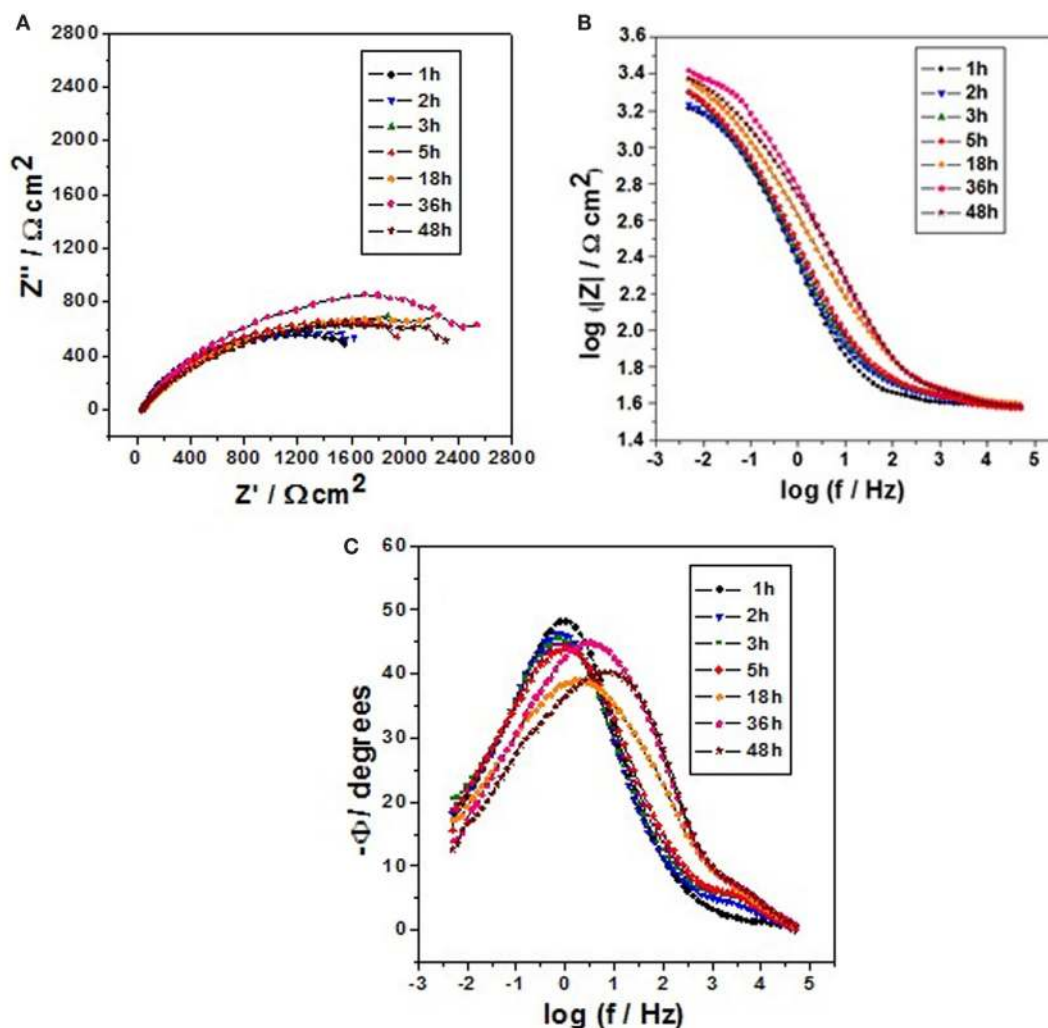 A
Z'' / Ω cm²
2800
2400
2000
1600
1200
800
400
0
0 400 800 1200 1600 2000 2400 2800
Z' / Ω cm²
1h
2h
3h
5h
18h
36h
48h
B
log (|Z| / Ω cm²)
3.6
3.4
3.2
3.0
2.8
2.6
2.4
2.2
2.0
1.8
1.6
1.4
-3 -2 -1 0 1 2 3 4 5
log (f / Hz)
1h
2h
3h
5h
18h
36h
48h
C
-Φ / degrees
60
50
40
30
20
10
0
-3 -2 -1 0 1 2 3 4 5
log (f / Hz)
1h
2h
3h
5h
18h
36h
48h